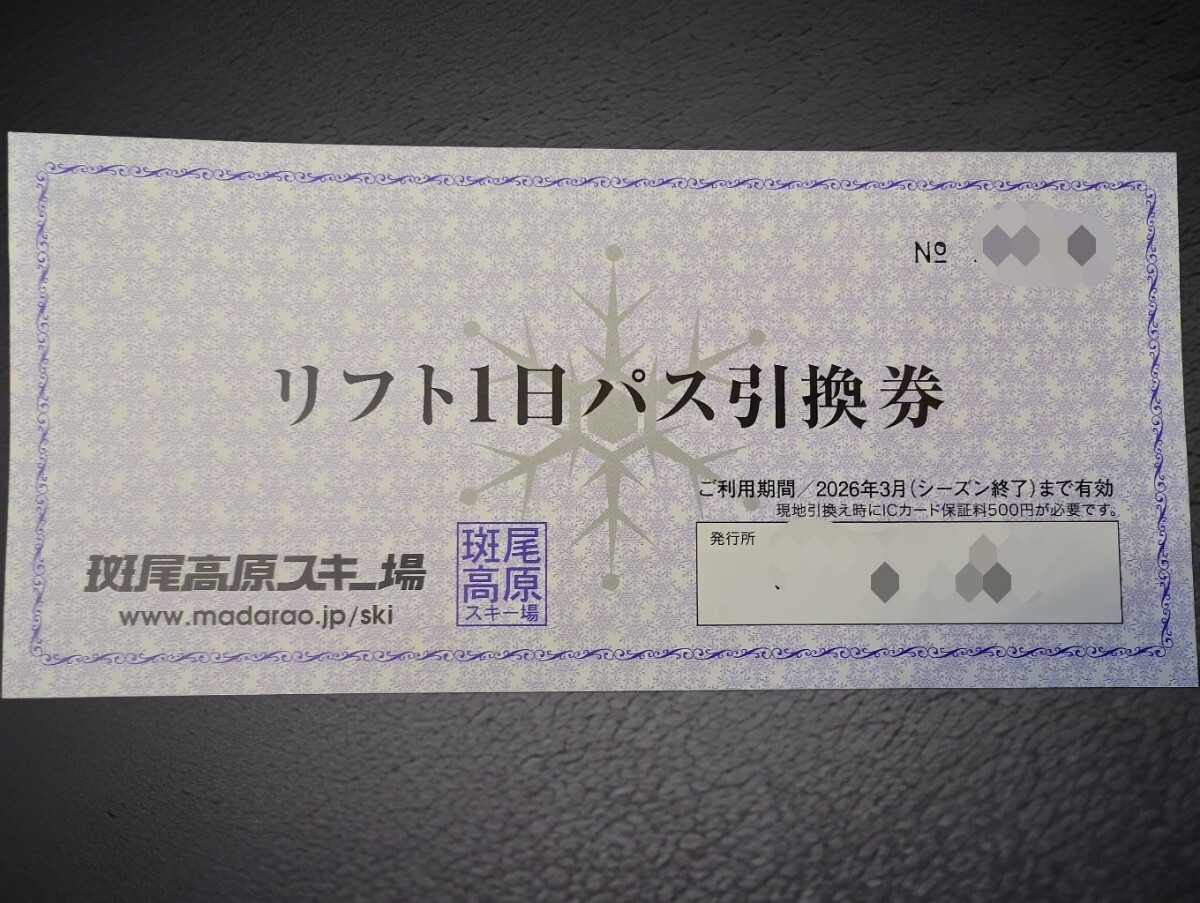 Nº
リフト1日パス引換券
ご利用期間／2026年3月(シーズン終了)まで有効
現地引換え時にICカード保証料500円が必要です。
発行所
斑尾高原スキー場
www.madarao.jp/ski
斑尾
高原
スキー場